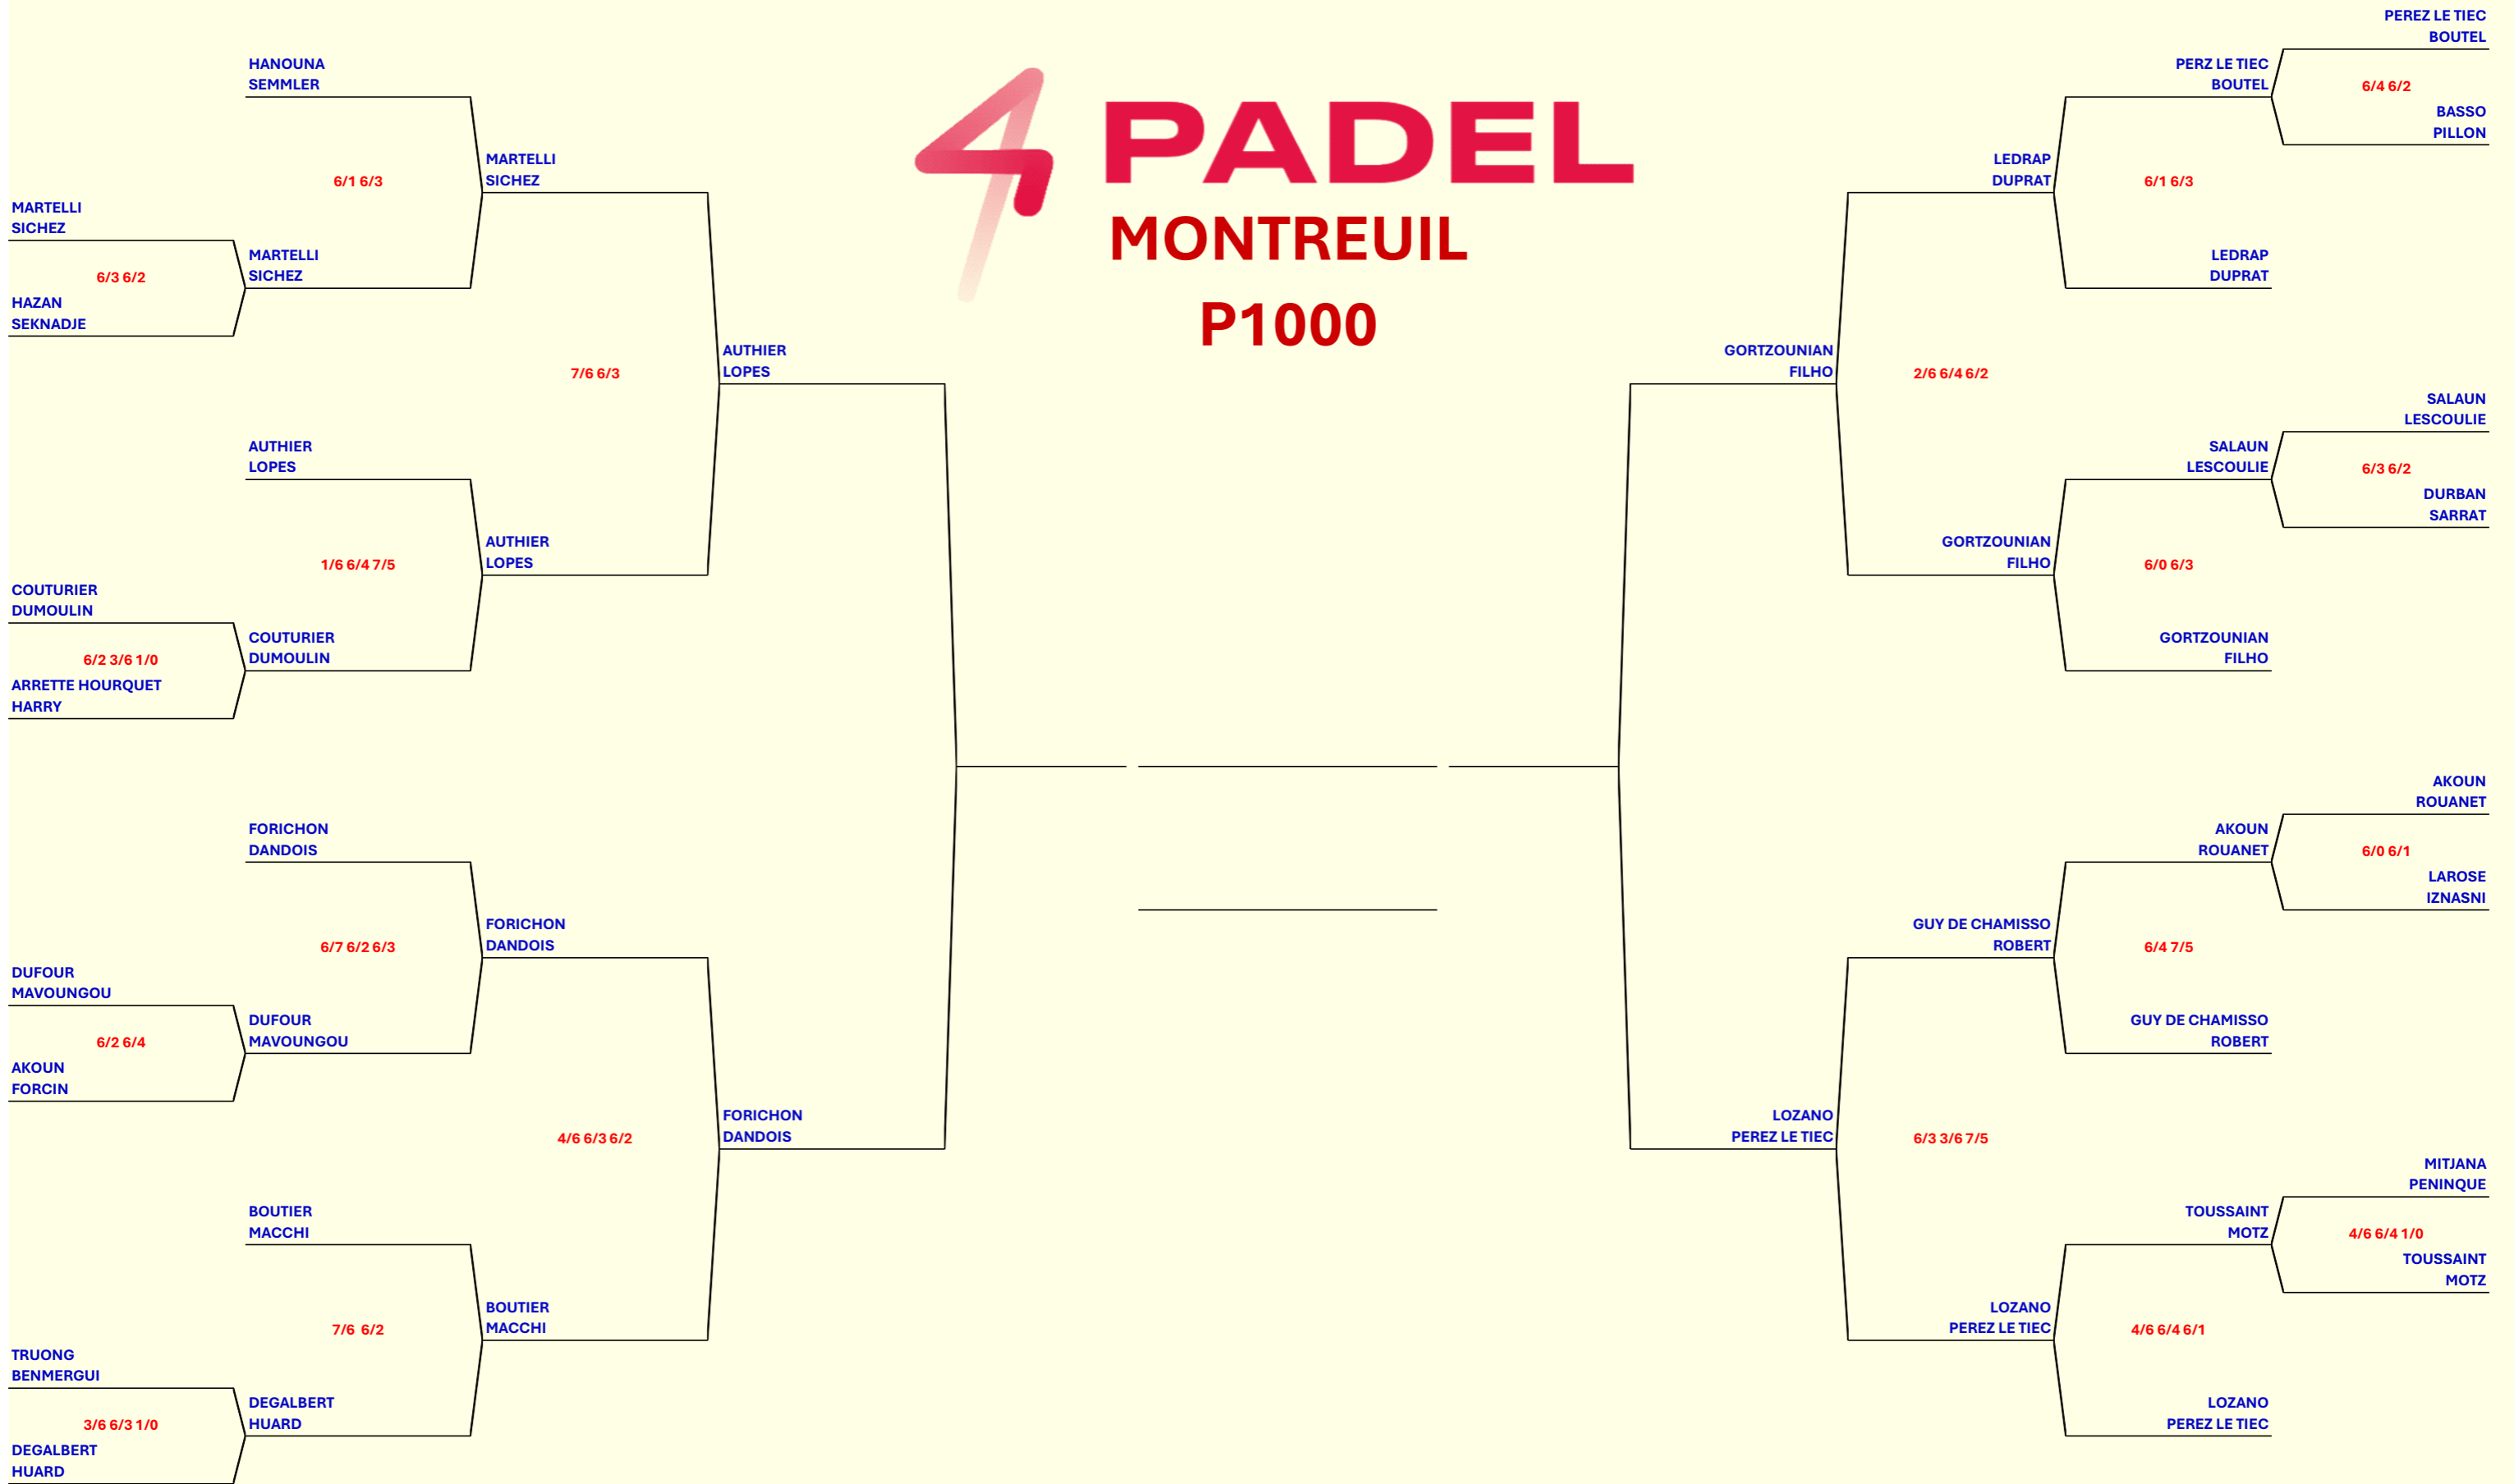 HANOUNA
SEMMLER
6/1 6/3
MARTELLI
SICHEZ
MARTELLI
SICHEZ
6/3 6/2
HAZAN
SEKNADJE
MARTELLI
SICHEZ
7/6 6/3
AUTHIER
LOPES
AUTHIER
LOPES
1/6 6/4 7/5
AUTHIER
LOPES
COUTURIER
DUMOULIN
6/2 3/6 1/0
ARRETTE HOURQUET
HARRY
COUTURIER
DUMOULIN
FORICHON
DANDOIS
6/7 6/2 6/3
FORICHON
DANDOIS
DUFOUR
MAVOUNGOU
6/2 6/4
AKOUN
FORCIN
DUFOUR
MAVOUNGOU
4/6 6/3 6/2
FORICHON
DANDOIS
BOUTIER
MACCHI
7/6  6/2
BOUTIER
MACCHI
TRUONG
BENMERGUI
3/6 6/3 1/0
DEGALBERT
HUARD
DEGALBERT
HUARD
4 PADEL
MONTREUIL
P1000
PEREZ LE TIEC
BOUTEL
PERZ LE TIEC
BOUTEL
6/4 6/2
BASSO
PILLON
LEDRAP
DUPRAT
6/1 6/3
LEDRAP
DUPRAT
GORTZOUNIAN
FILHO
2/6 6/4 6/2
SALAUN
LESCOULIE
SALAUN
LESCOULIE
6/3 6/2
DURBAN
SARRAT
GORTZOUNIAN
FILHO
6/0 6/3
GORTZOUNIAN
FILHO
AKOUN
ROUANET
AKOUN
ROUANET
6/0 6/1
LAROSE
IZNASNI
GUY DE CHAMISSO
ROBERT
6/4 7/5
GUY DE CHAMISSO
ROBERT
LOZANO
PEREZ LE TIEC
6/3 3/6 7/5
MITJANA
PENINQUE
TOUSSAINT
MOTZ
4/6 6/4 1/0
TOUSSAINT
MOTZ
LOZANO
PEREZ LE TIEC
4/6 6/4 6/1
LOZANO
PEREZ LE TIEC